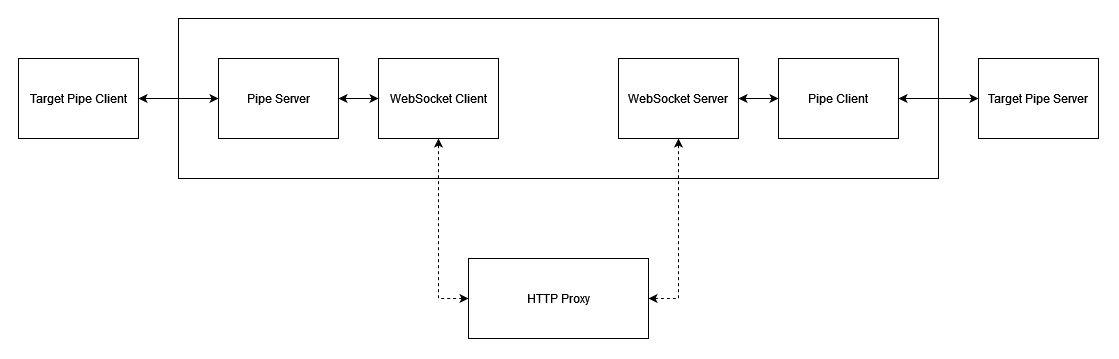 Target Pipe Client
Pipe Server
WebSocket Client
WebSocket Server
Pipe Client
Target Pipe Server
HTTP Proxy